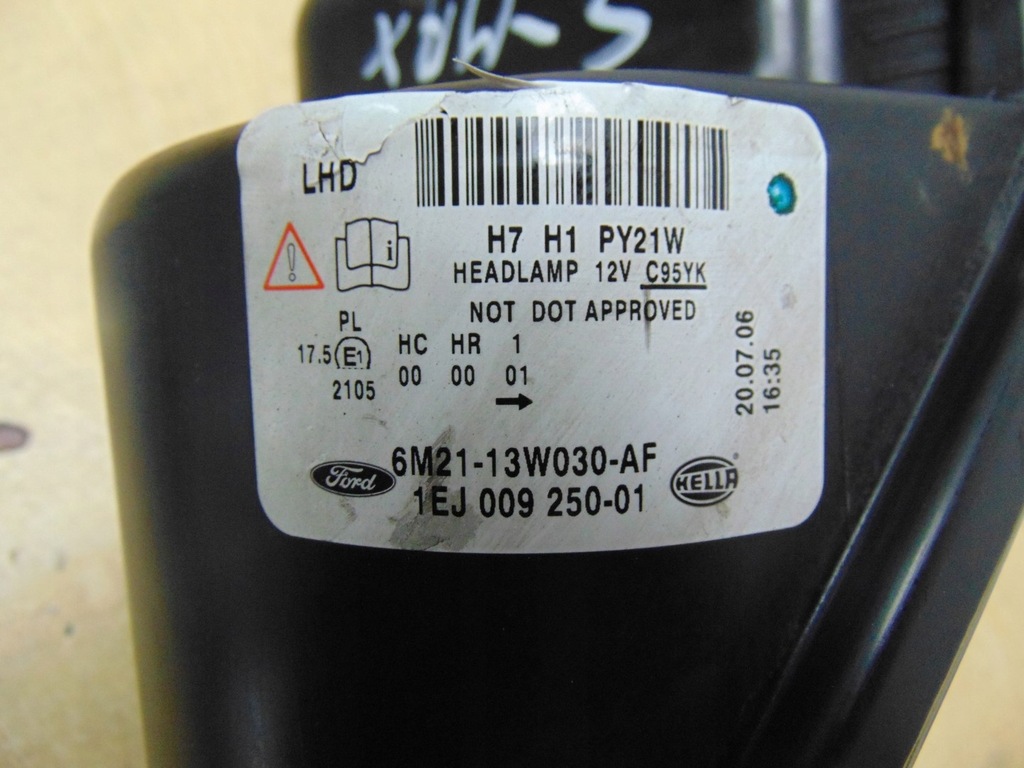 S-MAX
LHD
i
H7 H1 PY21W
HEADLAMP 12V C95YK
NOT DOT APPROVED
PL
17.5 E1 HC HR 1
2105 00 00 01
20.07.06
16:35
Ford 6M21-13W030-AF HELLA
1EJ 009 250-01